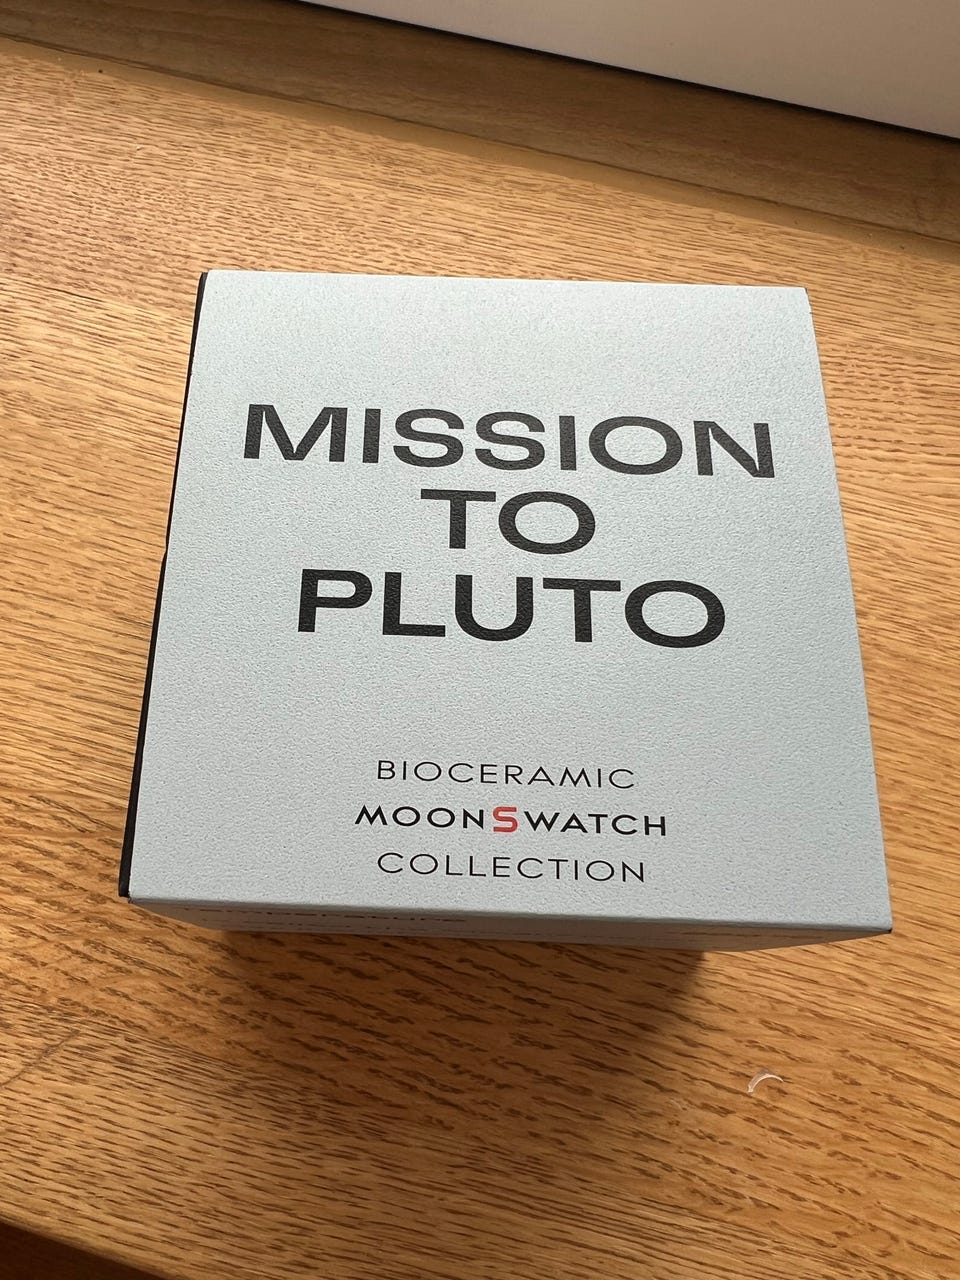 MISSION
TO
PLUTO
BIOCERAMIC
MOONSWATCH
COLLECTION